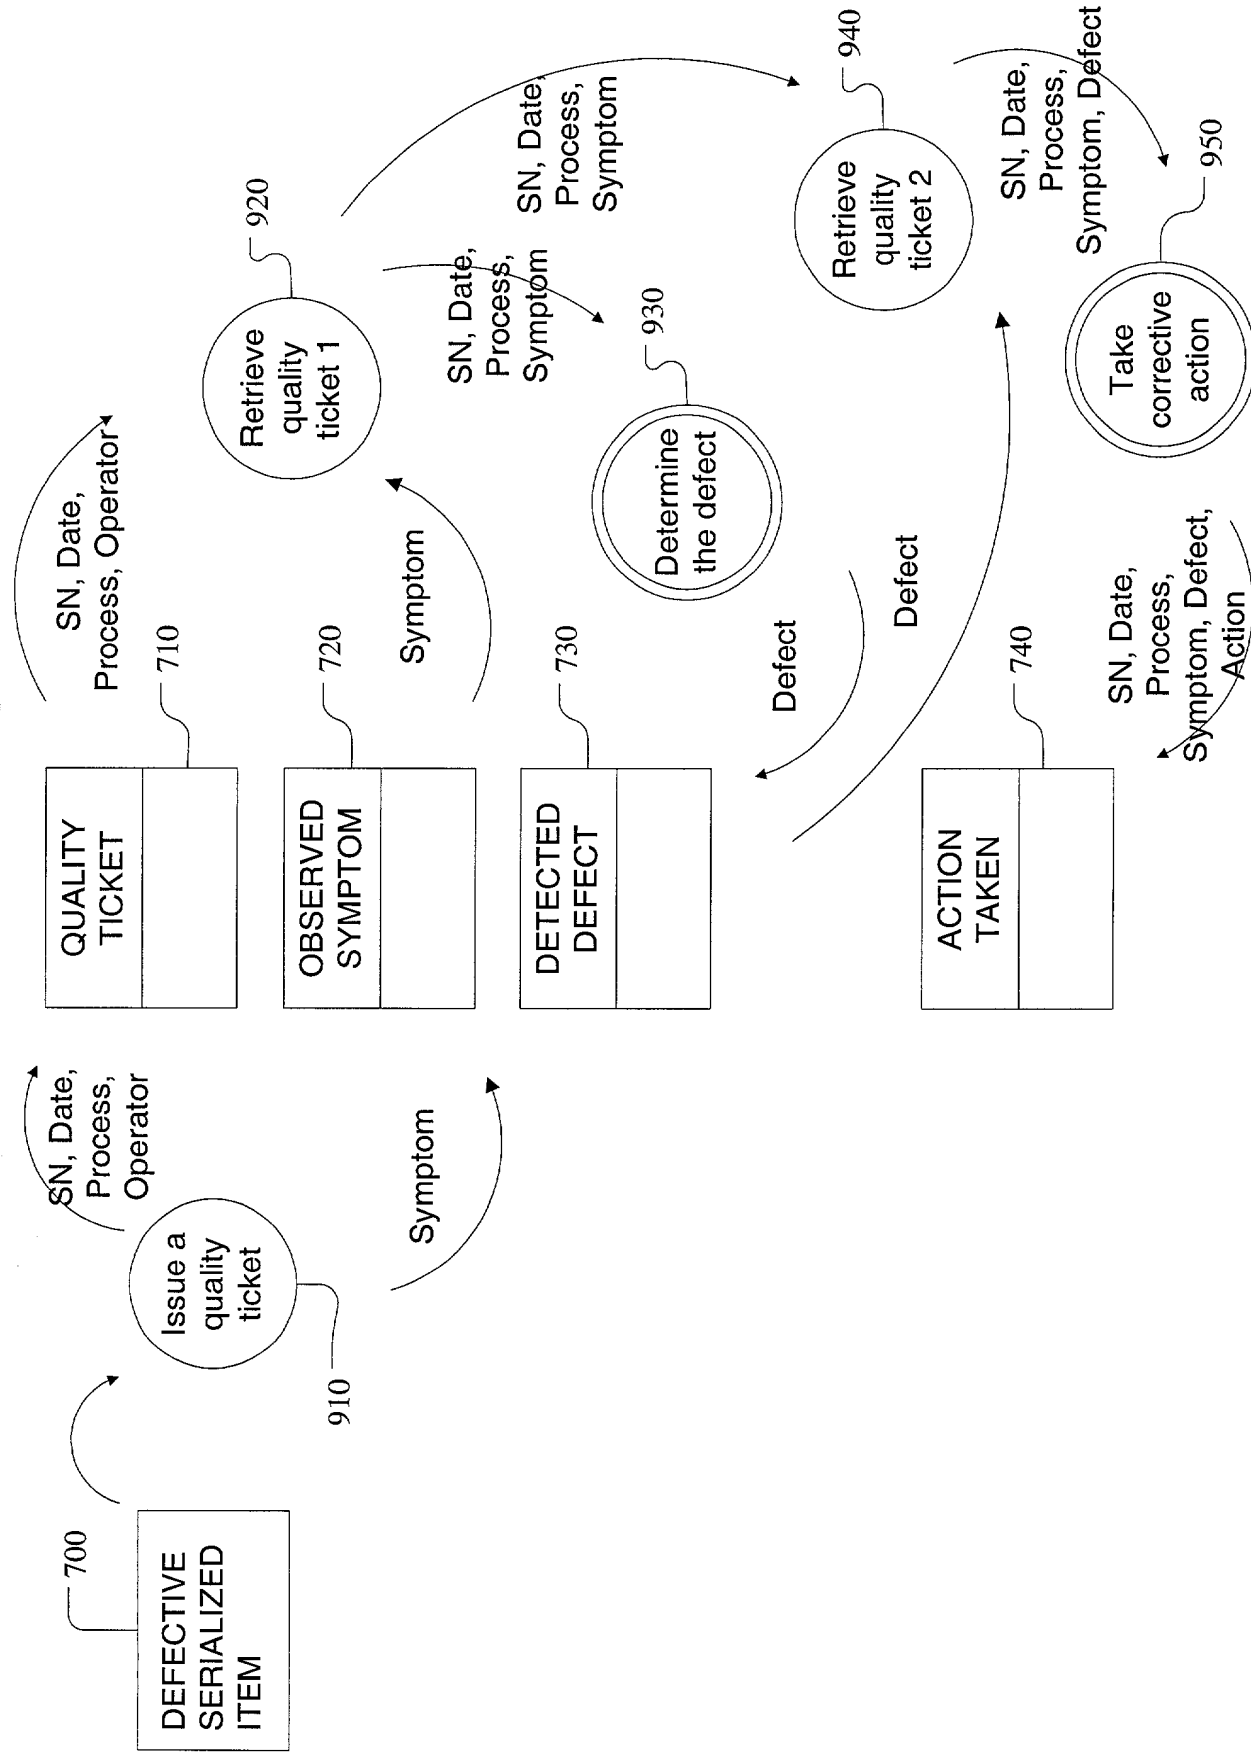 700
DEFECTIVE
SERIALIZED
ITEM
Issue a
quality
ticket
910
SN, Date,
Process,
Operator
Symptom
QUALITY
TICKET
710
OBSERVED
SYMPTOM
720
DETECTED
DEFECT
730
ACTION
TAKEN
740
SN, Date,
Process, Operator
Symptom
Retrieve
quality
ticket 1
920
SN, Date,
Process,
Symptom
Determine
the defect
930
Defect
Defect
SN, Date,
Process,
Symptom
Retrieve
quality
ticket 2
940
SN, Date,
Process,
Symptom, Defect
Take
corrective
action
950
SN, Date,
Process,
Symptom, Defect,
Action